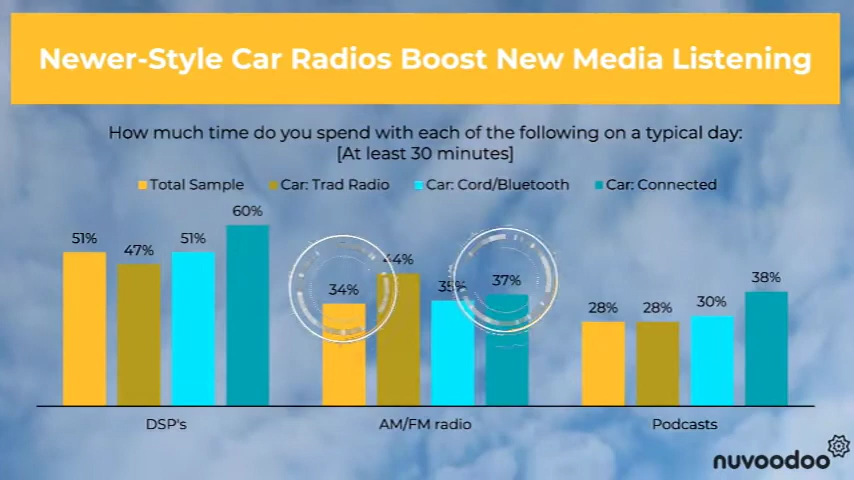 Newer-Style Car Radios Boost New Media Listening
How much time do you spend with each of the following on a typical day:
[At least 30 minutes]
Total Sample Car: Trad Radio Car: Cord/Bluetooth Car: Connected
51% 47% 51% 60%
34% 44% 35% 37%
28% 28% 30% 38%
DSP's AM/FM radio Podcasts
nuvoodoo